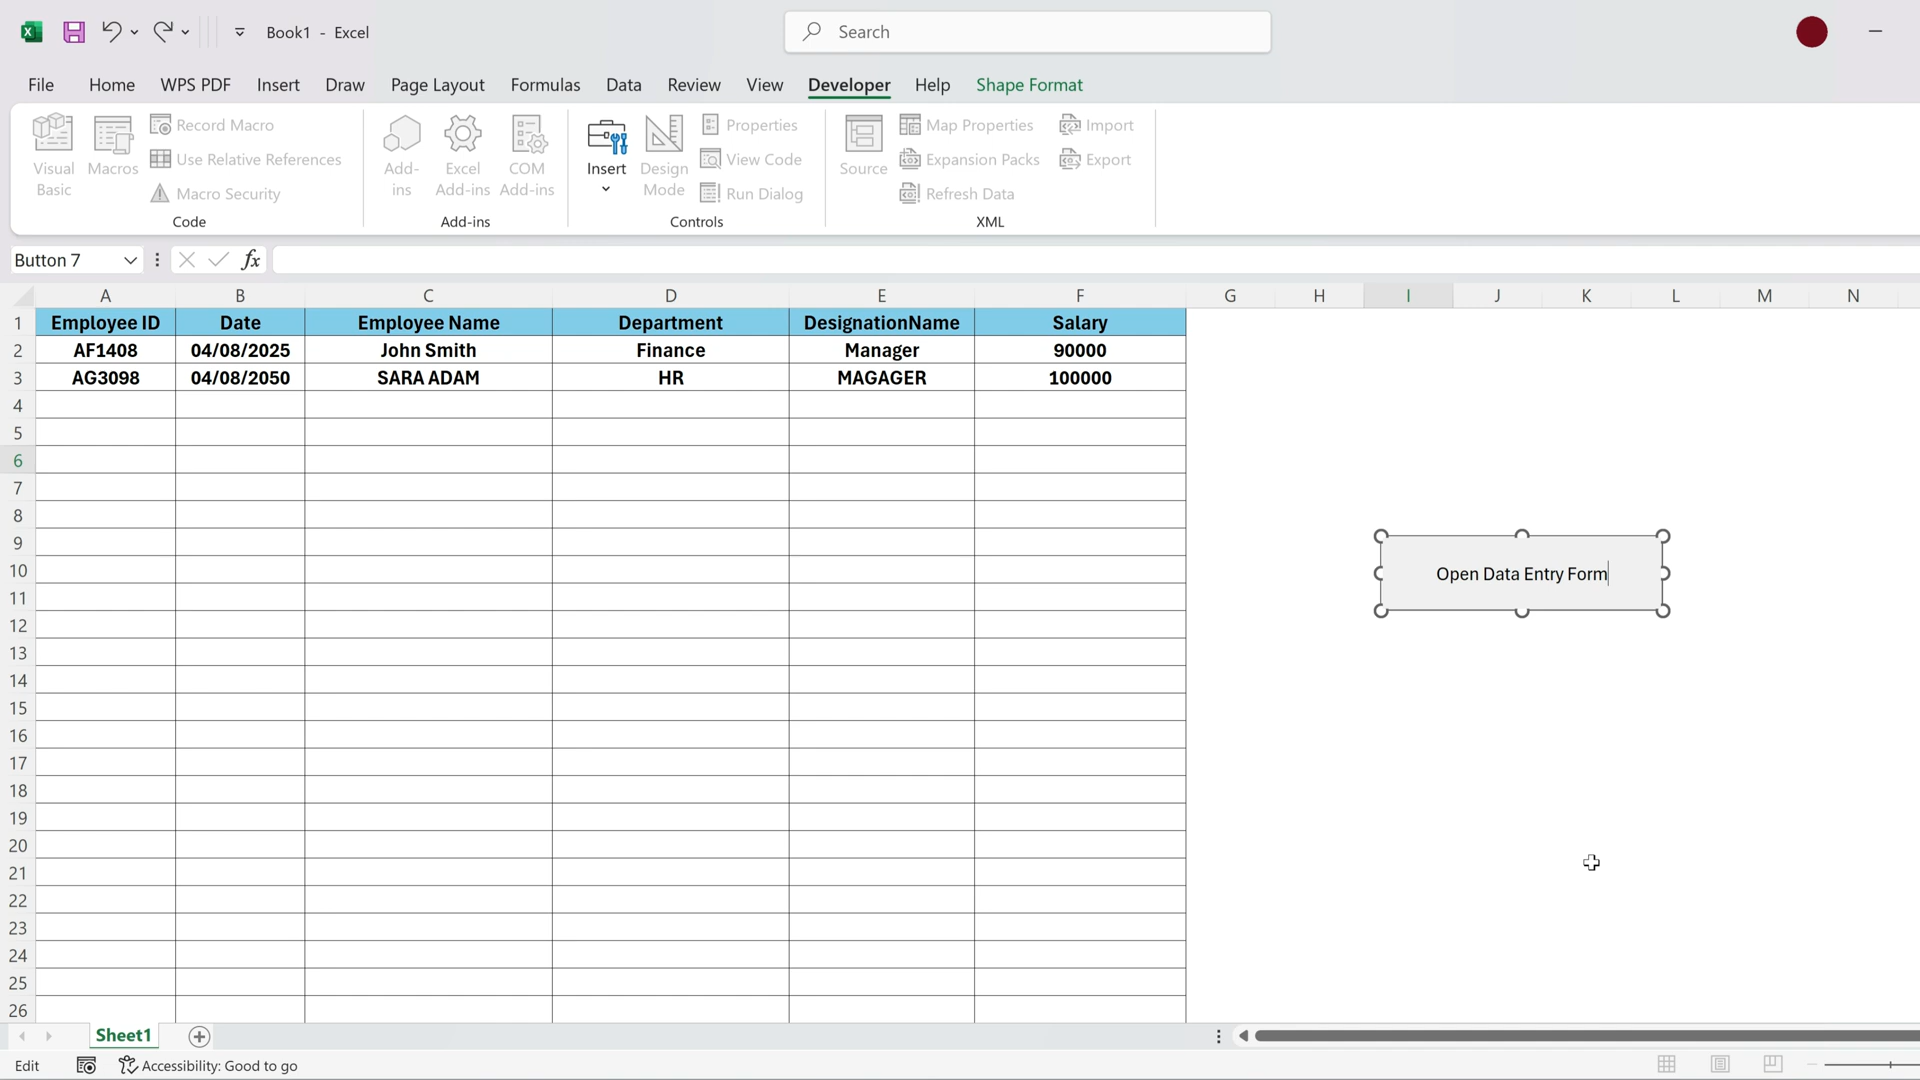 Book1 - Excel
Search
File Home WPS PDF Insert Draw Page Layout Formulas Data Review View Developer Help Shape Format
Visual Basic
Macros
Record Macro
Use Relative References
Macro Security
Code
Add-ins
Excel Add-ins
COM Add-ins
Add-ins
Insert
Design Mode
Properties
View Code
Run Dialog
Controls
Source
Map Properties
Expansion Packs
Refresh Data
Import
Export
XML
Button 7
fx
A B C D E F G H I J K L M N
1 Employee ID Date Employee Name Department DesignationName Salary
2 AF1408 04/08/2025 John Smith Finance Manager 90000
3 AG3098 04/08/2050 SARA ADAM HR MAGAGER 100000
4
5
6
7
8
9
10
11
12
13
14
15
16
17
18
19
20
21
22
23
24
25
26
Open Data Entry Form
Sheet1
Edit
Accessibility: Good to go